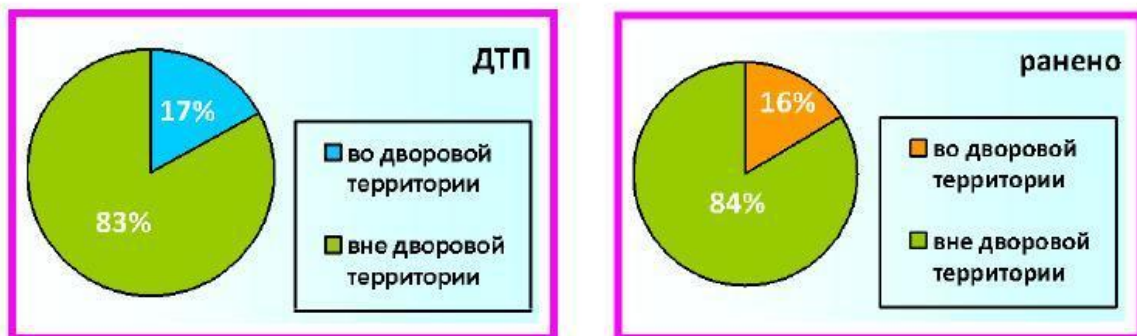 ДТП
17%
83%
во дворовой
территории
вне дворовой
территории
ранено
16%
84%
во дворовой
территории
вне дворовой
территории